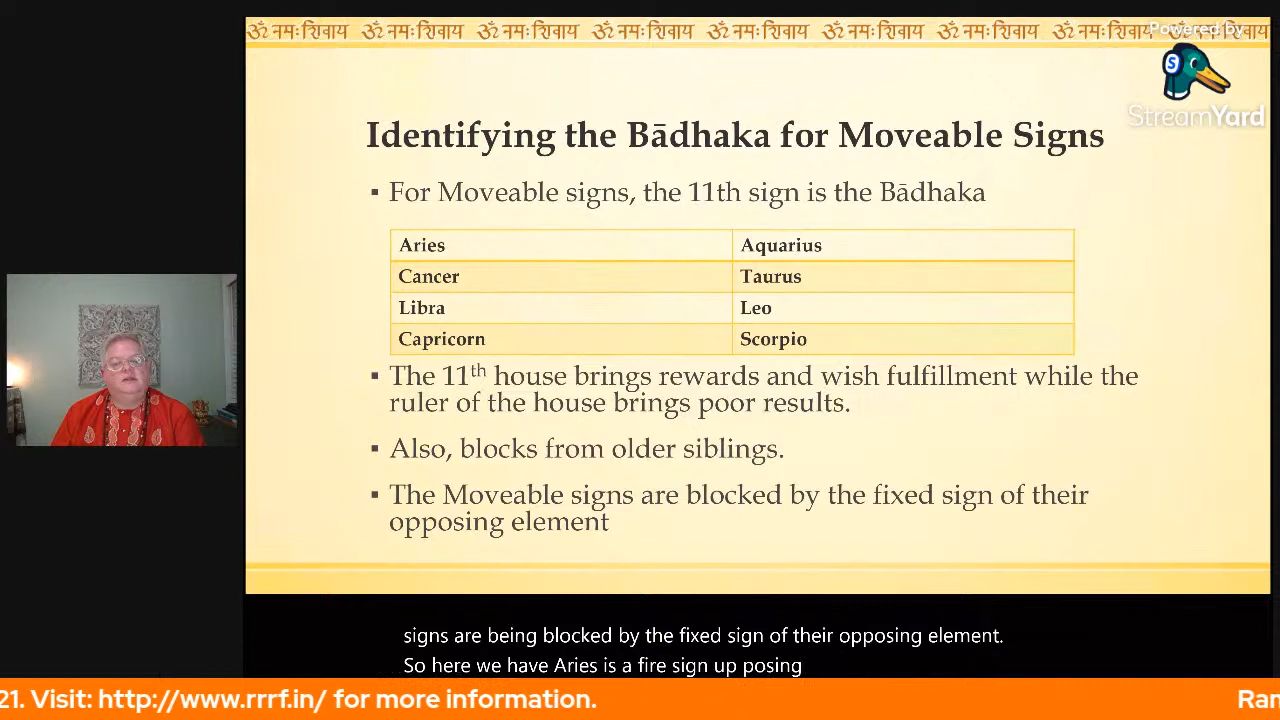 ॐ नमः शिवाय ॐ नमः शिवाय ॐ नमः शिवाय ॐ नमः शिवाय ॐ नमः शिवाय ॐ नमः शिवाय ॐ नमः शिवाय ॐ नमः शिवाय ॐ नमः शिवाय
Powered by
StreamYard
Identifying the Bādhaka for Moveable Signs
▪ For Moveable signs, the 11th sign is the Bādhaka
Aries Aquarius
Cancer Taurus
Libra Leo
Capricorn Scorpio
▪ The 11th house brings rewards and wish fulfillment while the
ruler of the house brings poor results.
▪ Also, blocks from older siblings.
▪ The Moveable signs are blocked by the fixed sign of their
opposing element
signs are being blocked by the fixed sign of their opposing element.
So here we have Aries is a fire sign up posing
21. Visit: http://www.rrrf.in/ for more information. Ran